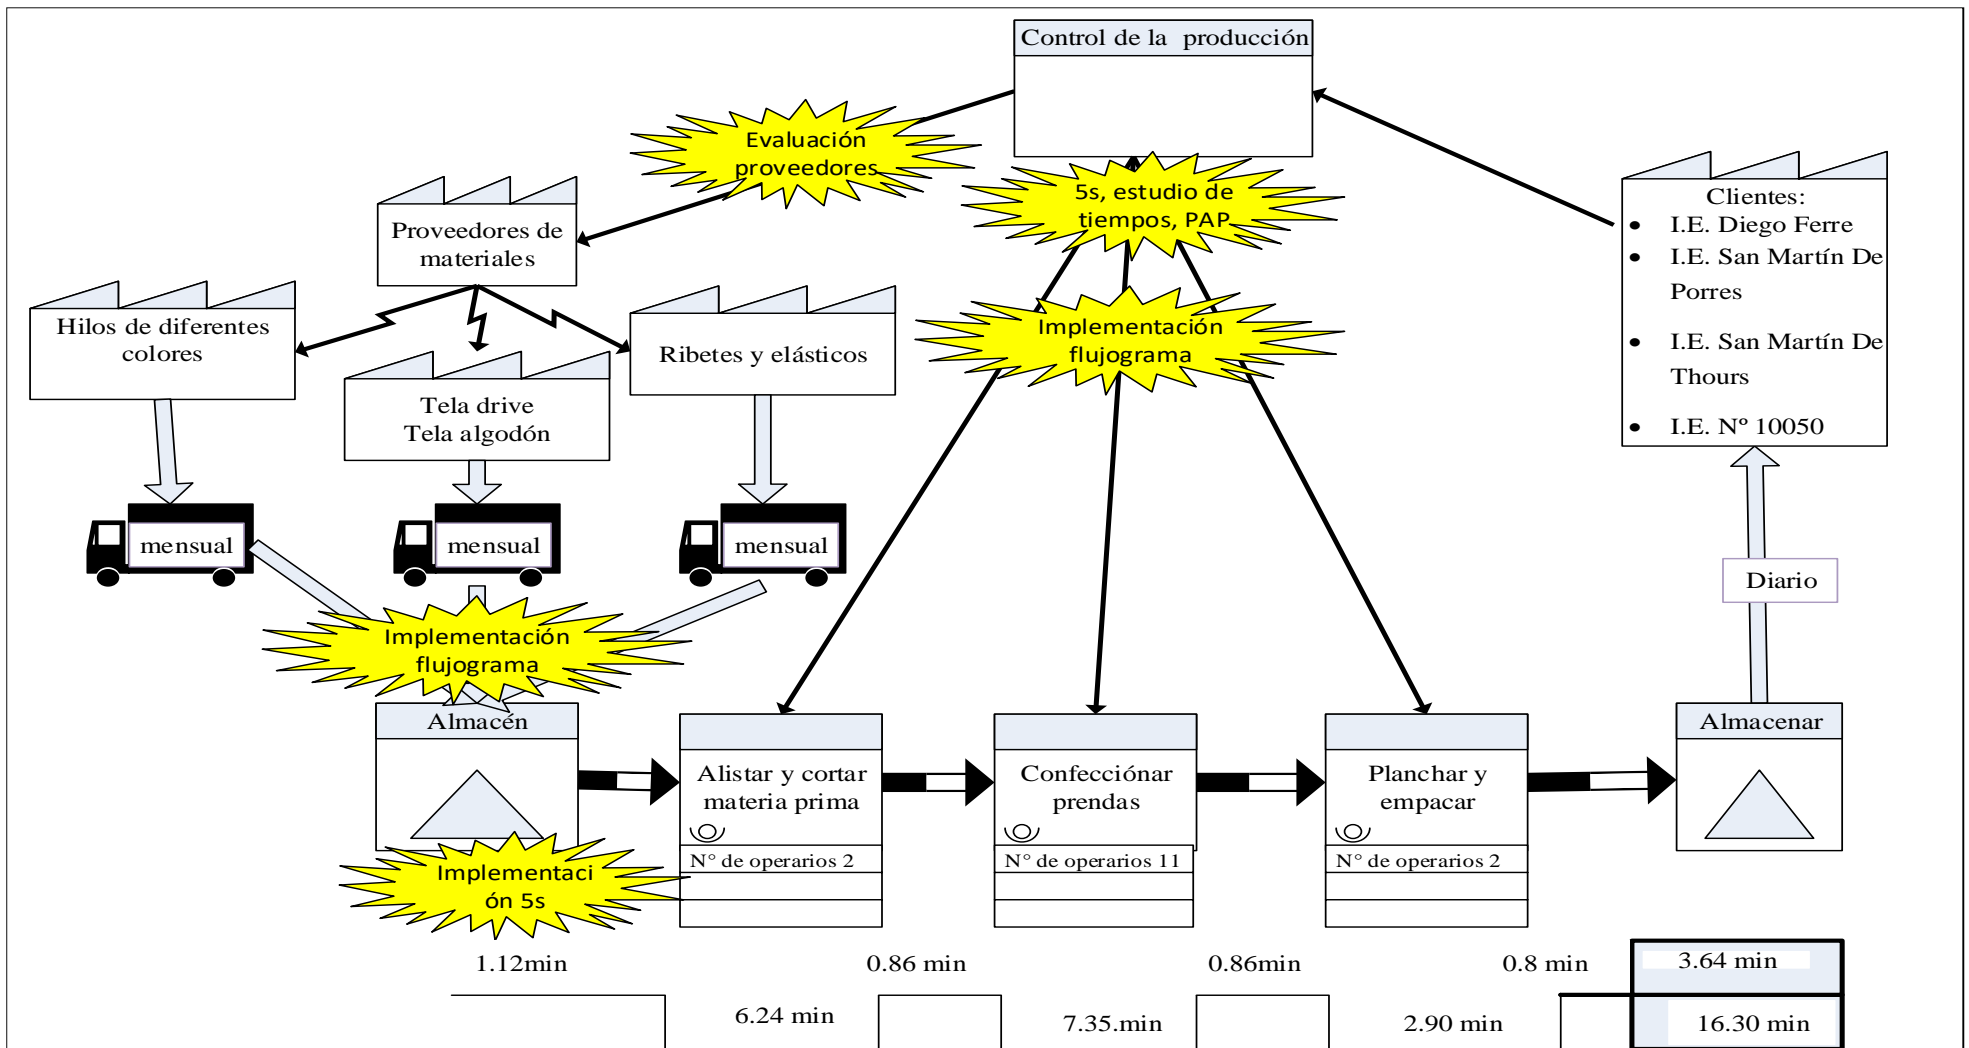 Control de la producción
Evaluación
proveedores
5s, estudio de
tiempos, PAP
Clientes:
• I.E. Diego Ferre
• I.E. San Martín De
Porres
• I.E. San Martín De
Thours
• I.E. Nº 10050
Proveedores de
materiales
Hilos de diferentes
colores
Tela drive
Tela algodón
Ribetes y elásticos
Implementación
flujograma
mensual
mensual
mensual
Diario
Implementación
flujograma
Almacén
Alistar y cortar
materia prima
N° de operarios 2
Confecciónar
prendas
N° de operarios 11
Planchar y
empacar
N° de operarios 2
Almacenar
Implementaci
ón 5s
1.12min
0.86 min
0.86min
0.8 min
3.64 min
6.24 min
7.35.min
2.90 min
16.30 min